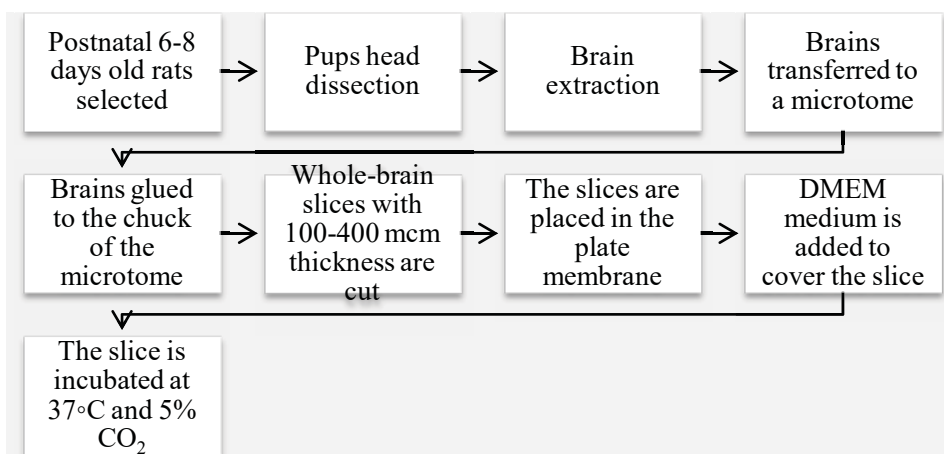 Postnatal 6-8
days old rats
selected
Pups head
dissection
Brain
extraction
Brains
transferred to
a microtome
Brains glued
to the chuck
of the
microtome
Whole-brain
slices with
100-400 mcm
thickness are
cut
The slices are
placed in the
plate
membrane
DMEM
medium is
added to
cover the slice
The slice is
incubated at
37◦C and 5%
CO₂